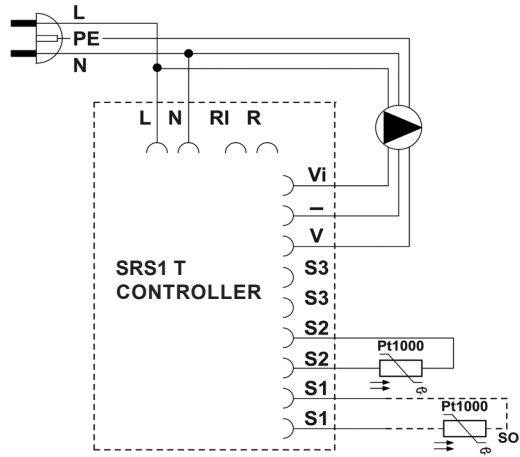 L
PE
N
L N RI R
Vi
–
V
SRS1 T
CONTROLLER
S3
S3
S2
S2
S1
S1
Pt1000
ϑ
Pt1000
ϑ
SO